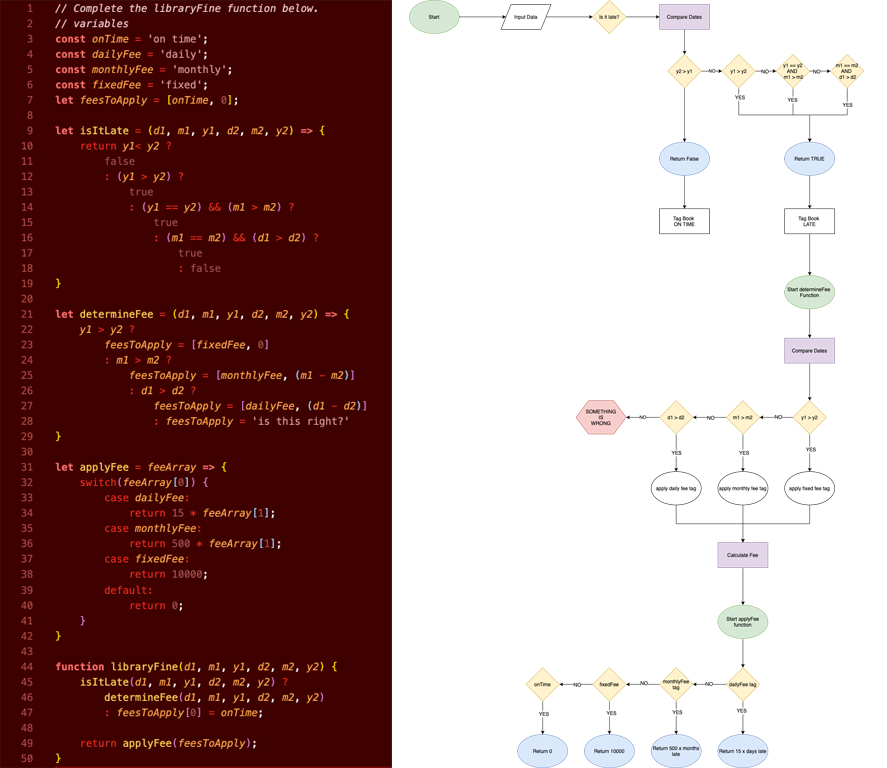 1 // Complete the libraryFine function below.
2 // variables
3 const onTime = 'on time';
4 const dailyFee = 'daily';
5 const monthlyFee = 'monthly';
6 const fixedFee = 'fixed';
7 let feesToApply = [onTime, 0];
8
9 let isItLate = (d1, m1, y1, d2, m2, y2) => {
10 return y1< y2 ?
11 false
12 : (y1 > y2) ?
13 true
14 : (y1 == y2) && (m1 > m2) ?
15 true
16 : (m1 == m2) && (d1 > d2) ?
17 true
18 : false
19 }
20
21 let determineFee = (d1, m1, y1, d2, m2, y2) => {
22 y1 > y2 ?
23 feesToApply = [fixedFee, 0]
24 : m1 > m2 ?
25 feesToApply = [monthlyFee, (m1 - m2)]
26 : d1 > d2 ?
27 feesToApply = [dailyFee, (d1 - d2)]
28 : feesToApply = 'is this right?'
29 }
30
31 let applyFee = feeArray => {
32 switch(feeArray[0]) {
33 case dailyFee:
34 return 15 * feeArray[1];
35 case monthlyFee:
36 return 500 * feeArray[1];
37 case fixedFee:
38 return 10000;
39 default:
40 return 0;
41 }
42 }
43
44 function libraryFine(d1, m1, y1, d2, m2, y2) {
45 isItLate(d1, m1, y1, d2, m2, y2) ?
46 determineFee(d1, m1, y1, d2, m2, y2)
47 : feesToApply[0] = onTime;
48
49 return applyFee(feesToApply);
50 }
Start
Input Data
Is it late?
Compare Dates
y2 > y1
NO
y1 > y2
NO
y1 == y2
AND
m1 > m2
NO
m1 == m2
AND
d1 > d2
YES
YES
YES
Return False
Return TRUE
Tag Book
ON TIME
Tag Book
LATE
Start determineFee
Function
Compare Dates
SOMETHING
IS
WRONG
NO
d1 > d2
NO
m1 > m2
NO
y1 > y2
YES
YES
YES
apply daily fee tag
apply monthly fee tag
apply fixed fee tag
Calculate Fee
Start applyFee
function
onTime
NO
fixedFee
NO
monthlyFee
tag
NO
dailyFee tag
YES
YES
YES
YES
Return 0
Return 10000
Return 500 x months
late
Return 15 x days late